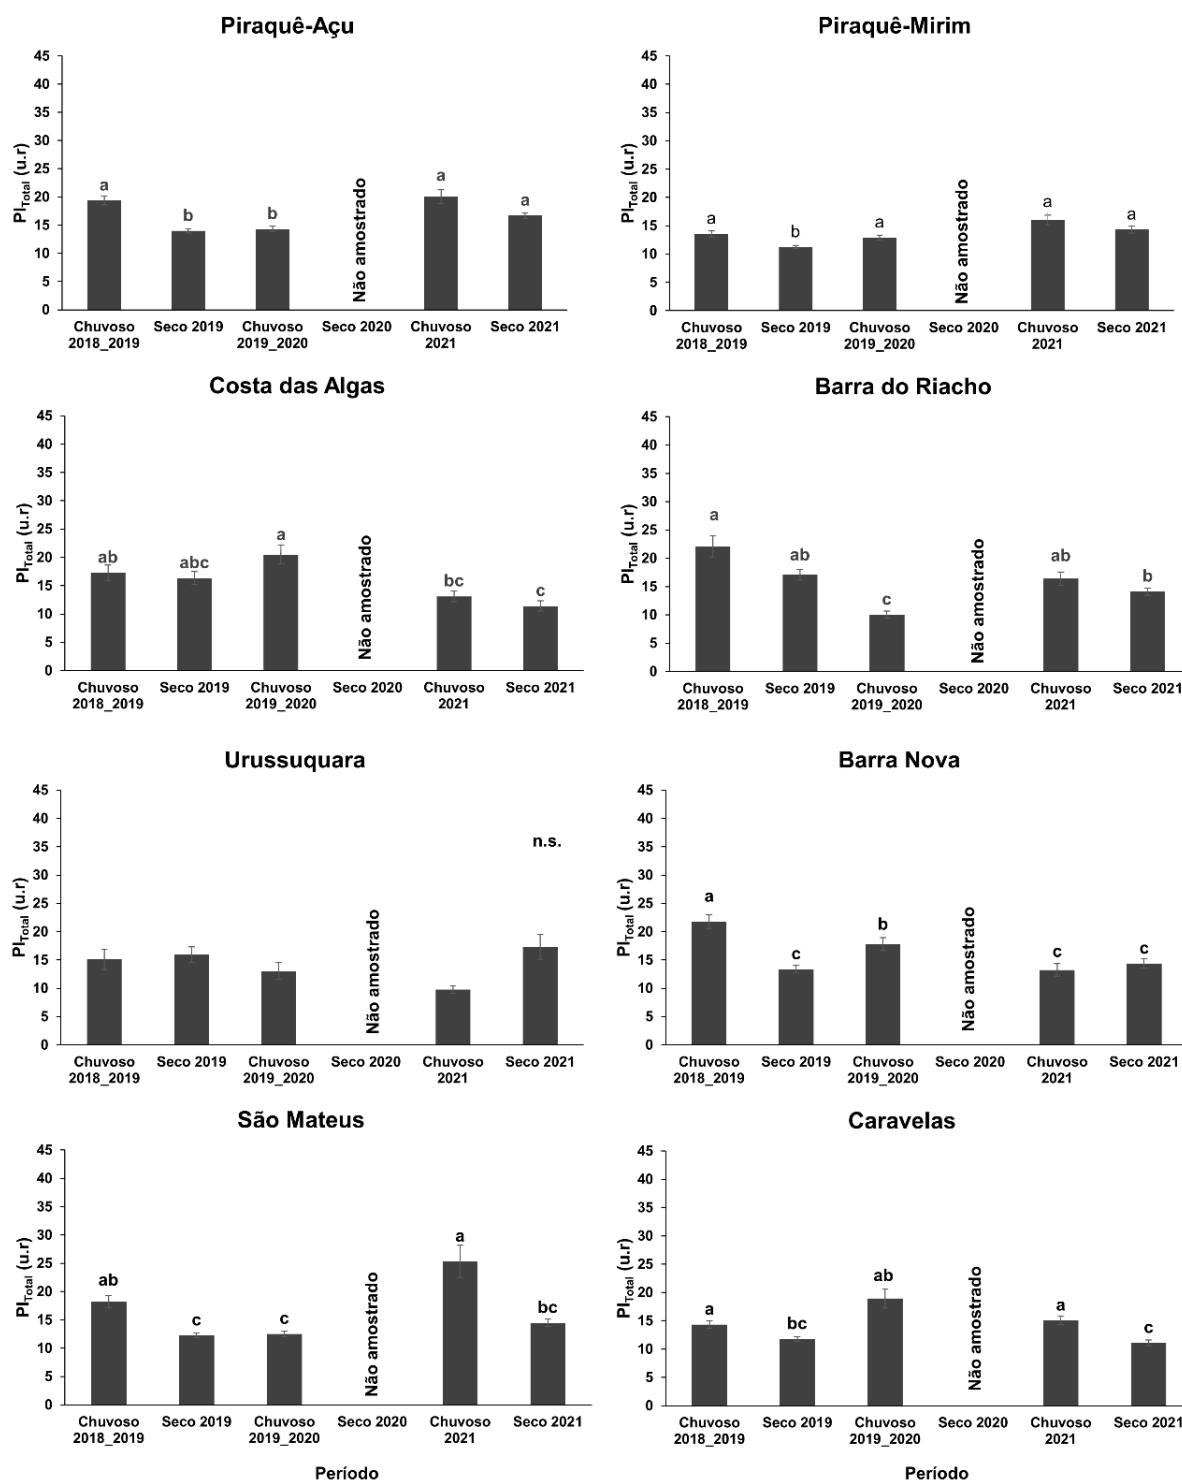 Piraquê-Açu
45
40
35
30
25
20
15
10
5
0
PITotal (u.r)
a
b
b
a
a
Não amostrado
Chuvoso 2018_2019
Seco 2019
Chuvoso 2019_2020
Seco 2020
Chuvoso 2021
Seco 2021
Piraquê-Mirim
45
40
35
30
25
20
15
10
5
0
PITotal (u.r)
a
b
a
a
a
Não amostrado
Chuvoso 2018_2019
Seco 2019
Chuvoso 2019_2020
Seco 2020
Chuvoso 2021
Seco 2021
Costa das Algas
45
40
35
30
25
20
15
10
5
0
PITotal (u.r)
ab
abc
a
bc
c
Não amostrado
Chuvoso 2018_2019
Seco 2019
Chuvoso 2019_2020
Seco 2020
Chuvoso 2021
Seco 2021
Barra do Riacho
45
40
35
30
25
20
15
10
5
0
PITotal (u.r)
a
ab
c
ab
b
Não amostrado
Chuvoso 2018_2019
Seco 2019
Chuvoso 2019_2020
Seco 2020
Chuvoso 2021
Seco 2021
Urussuquara
45
40
35
30
25
20
15
10
5
0
PITotal (u.r)
n.s.
Não amostrado
Chuvoso 2018_2019
Seco 2019
Chuvoso 2019_2020
Seco 2020
Chuvoso 2021
Seco 2021
Barra Nova
45
40
35
30
25
20
15
10
5
0
PITotal (u.r)
a
c
b
c
c
Não amostrado
Chuvoso 2018_2019
Seco 2019
Chuvoso 2019_2020
Seco 2020
Chuvoso 2021
Seco 2021
São Mateus
45
40
35
30
25
20
15
10
5
0
PITotal (u.r)
ab
c
c
a
bc
Não amostrado
Chuvoso 2018_2019
Seco 2019
Chuvoso 2019_2020
Seco 2020
Chuvoso 2021
Seco 2021
Período
Caravelas
45
40
35
30
25
20
15
10
5
0
PITotal (u.r)
a
bc
ab
a
c
Não amostrado
Chuvoso 2018_2019
Seco 2019
Chuvoso 2019_2020
Seco 2020
Chuvoso 2021
Seco 2021
Período